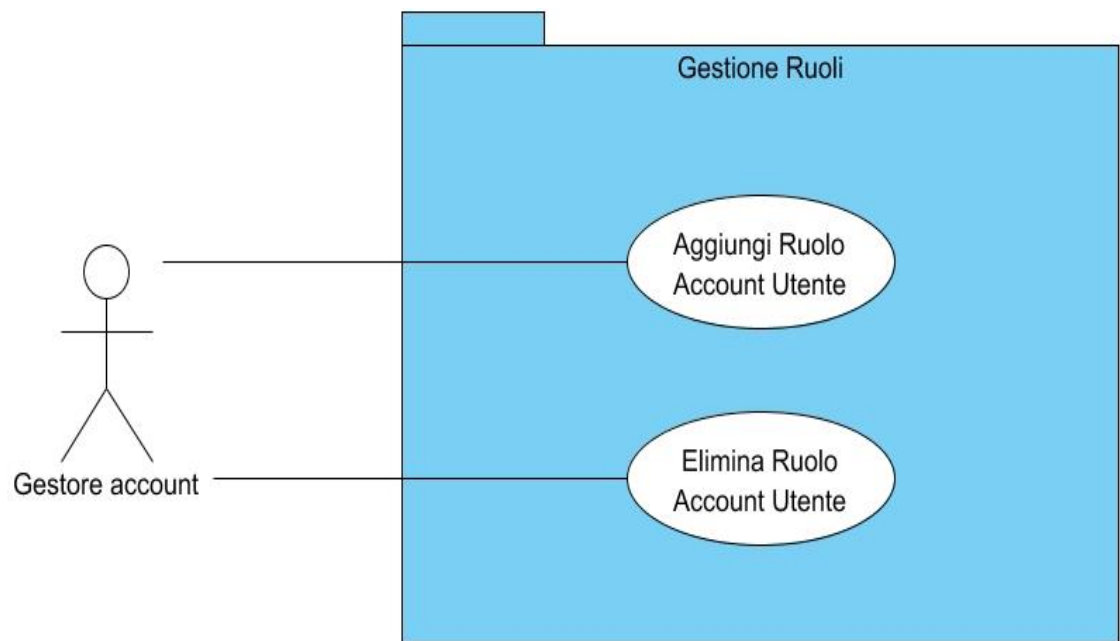 Gestione Ruoli
Aggiungi Ruolo
Account Utente
Elimina Ruolo
Account Utente
Gestore account